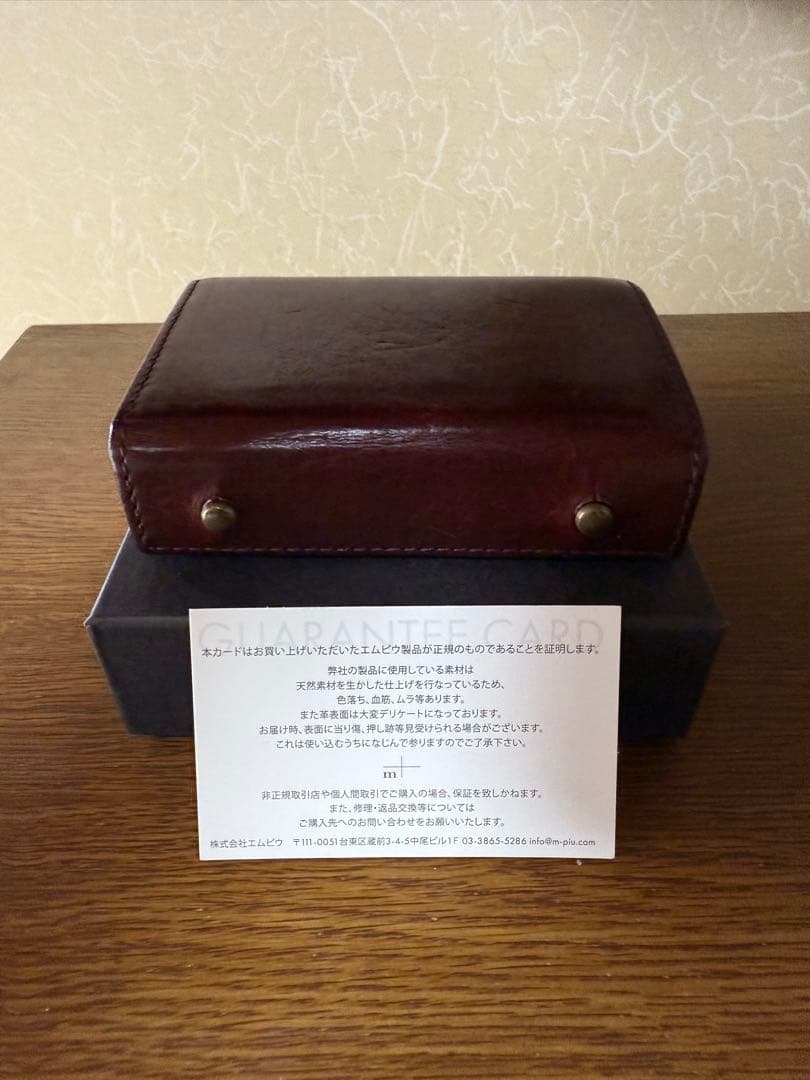 GUARANTEE CARD
本カードはお買い上げいただいたエムピウ製品が正規のものであることを証明します。
弊社の製品に使用している素材は
天然素材を生かした仕上げを行なっているため、
色落ち、血筋、ムラ等あります。
また革表面は大変デリケートになっております。
お届け時、表面に当り傷、押し跡等見受けられる場合がございます。
これは使い込むうちになじんで参りますのでご了承下さい。
m+
非正規取引店や個人間取引でご購入の場合、保証を致しかねます。
また、修理・返品交換等については
ご購入先へのお問い合わせをお願いいたします。
株式会社エムピウ 〒111-0051台東区蔵前3-4-5中尾ビル1F 03-3865-5286 info@m-piu.com